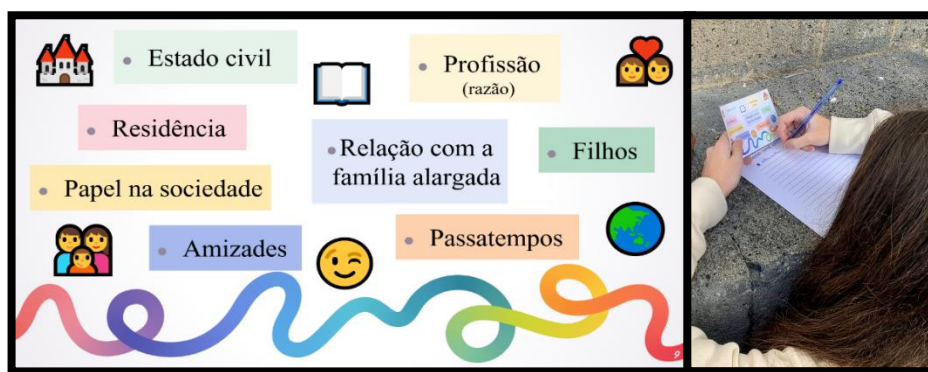 Estado civil
Profissão
(razão)
Residência
Relação com a
família alargada
Filhos
Papel na sociedade
Amizades
Passatempos
9